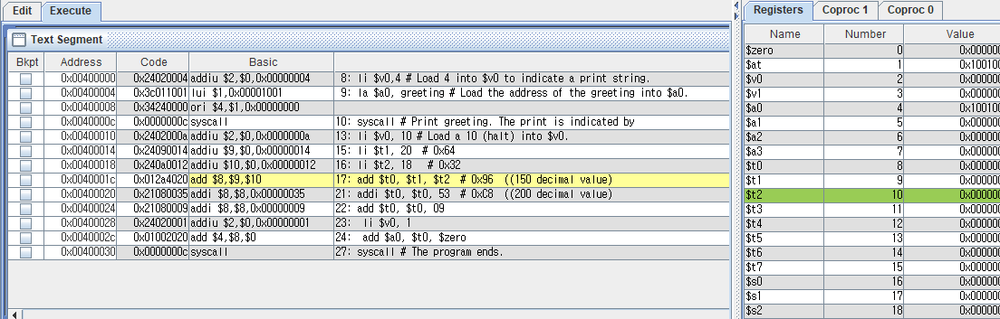 Edit Execute
Text Segment
Bkpt Address Code Basic
0x00400000 0x24020004 addiu $2,$0,0x00000004 8: li $v0,4 # Load 4 into $v0 to indicate a print string.
0x00400004 0x3c011001 lui $1,0x00001001 9: la $a0, greeting # Load the address of the greeting into $a0.
0x00400008 0x34240000 ori $4,$1,0x00000000
0x0040000c 0x0000000c syscall 10: syscall # Print greeting. The print is indicated by
0x00400010 0x2402000a addiu $2,$0,0x0000000a 13: li $v0, 10 # Load a 10 (halt) into $v0.
0x00400014 0x24090014 addiu $9,$0,0x00000014 15: li $t1, 20 # 0x64
0x00400018 0x240a0012 addiu $10,$0,0x00000012 16: li $t2, 18 # 0x32
0x0040001c 0x012a4020 add $8,$9,$10 17: add $t0, $t1, $t2 # 0x96 ((150 decimal value)
0x00400020 0x21080035 addi $8,$8,0x00000035 21: addi $t0, $t0, 53 # 0xC8 ((200 decimal value)
0x00400024 0x21080009 addi $8,$8,0x00000009 22: add $t0, $t0, 09
0x00400028 0x24020001 addiu $2,$0,0x00000001 23: li $v0, 1
0x0040002c 0x01002020 add $4,$8,$0 24: add $a0, $t0, $zero
0x00400030 0x0000000c syscall 27: syscall # The program ends.
Registers Coproc 1 Coproc 0
Name Number Value
$zero 0 0x000000
$at 1 0x100100
$v0 2 0x000000
$v1 3 0x000000
$a0 4 0x100100
$a1 5 0x000000
$a2 6 0x000000
$a3 7 0x000000
$t0 8 0x000000
$t1 9 0x000000
$t2 10 0x000000
$t3 11 0x000000
$t4 12 0x000000
$t5 13 0x000000
$t6 14 0x000000
$t7 15 0x000000
$s0 16 0x000000
$s1 17 0x000000
$s2 18 0x000000